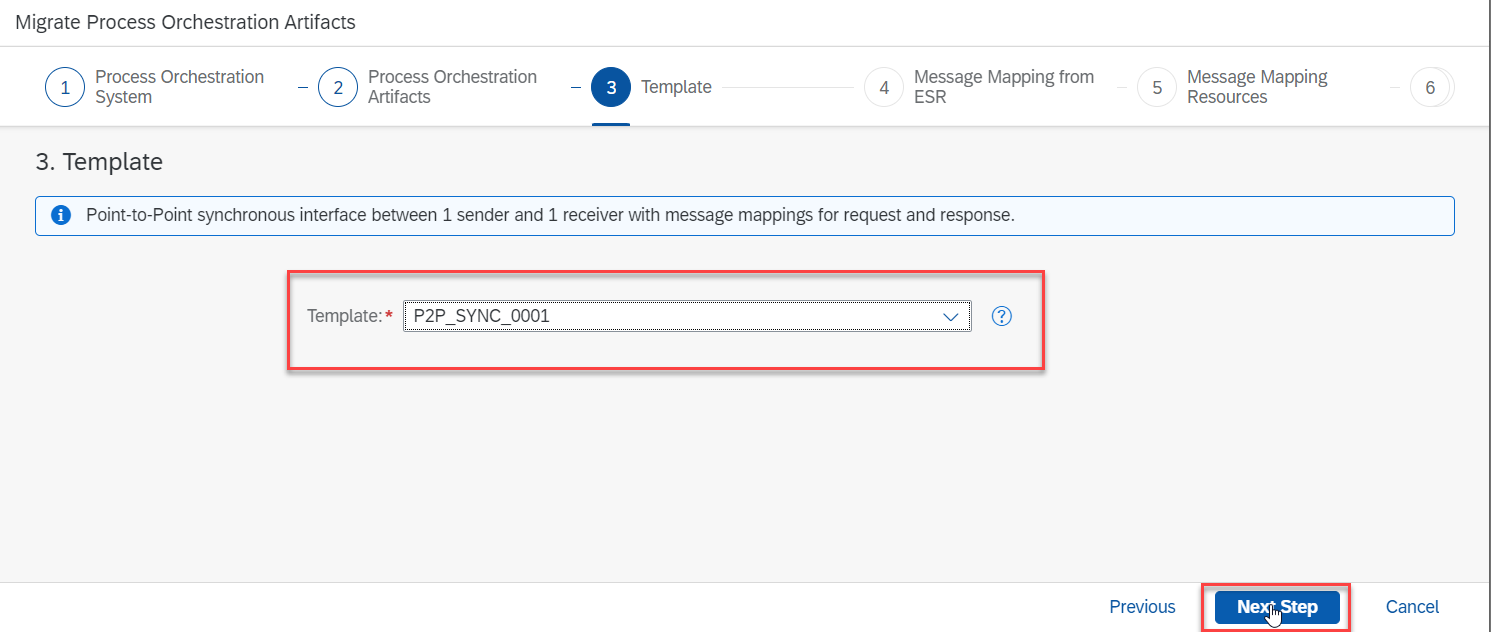 Migrate Process Orchestration Artifacts
1 Process Orchestration System
2 Process Orchestration Artifacts
3 Template
4 Message Mapping from ESR
5 Message Mapping Resources
6
3. Template
Point-to-Point synchronous interface between 1 sender and 1 receiver with message mappings for request and response.
Template:* P2P_SYNC_0001
Previous Next Step Cancel